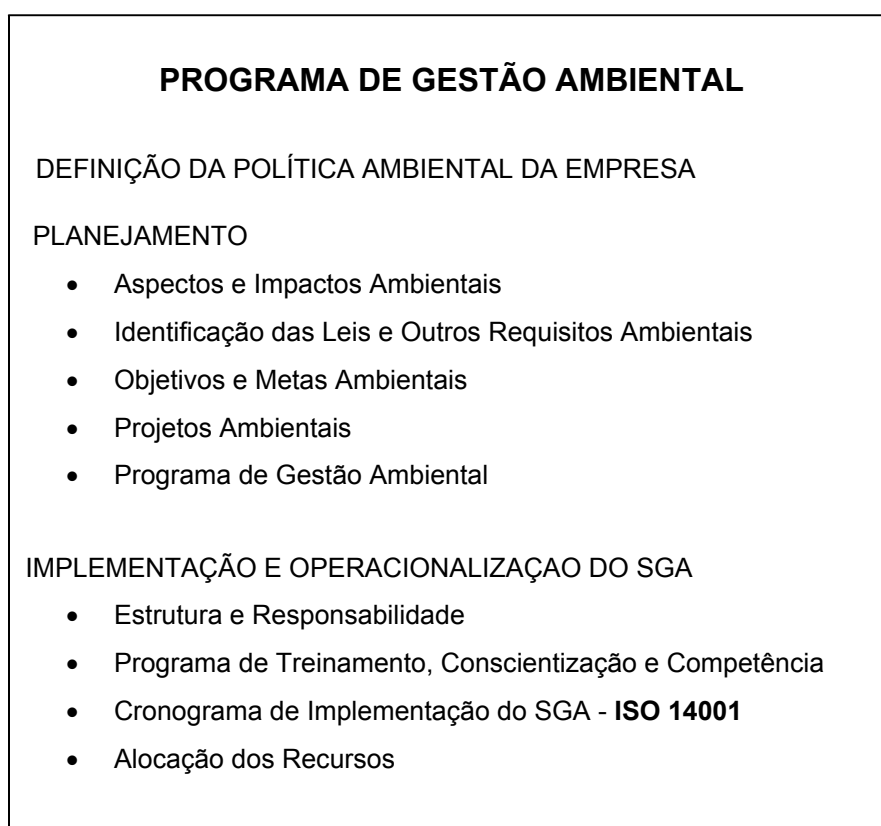 PROGRAMA DE GESTÃO AMBIENTAL
DEFINIÇÃO DA POLÍTICA AMBIENTAL DA EMPRESA
PLANEJAMENTO
• Aspectos e Impactos Ambientais
• Identificação das Leis e Outros Requisitos Ambientais
• Objetivos e Metas Ambientais
• Projetos Ambientais
• Programa de Gestão Ambiental
IMPLEMENTAÇÃO E OPERACIONALIZAÇAO DO SGA
• Estrutura e Responsabilidade
• Programa de Treinamento, Conscientização e Competência
• Cronograma de Implementação do SGA - ISO 14001
• Alocação dos Recursos